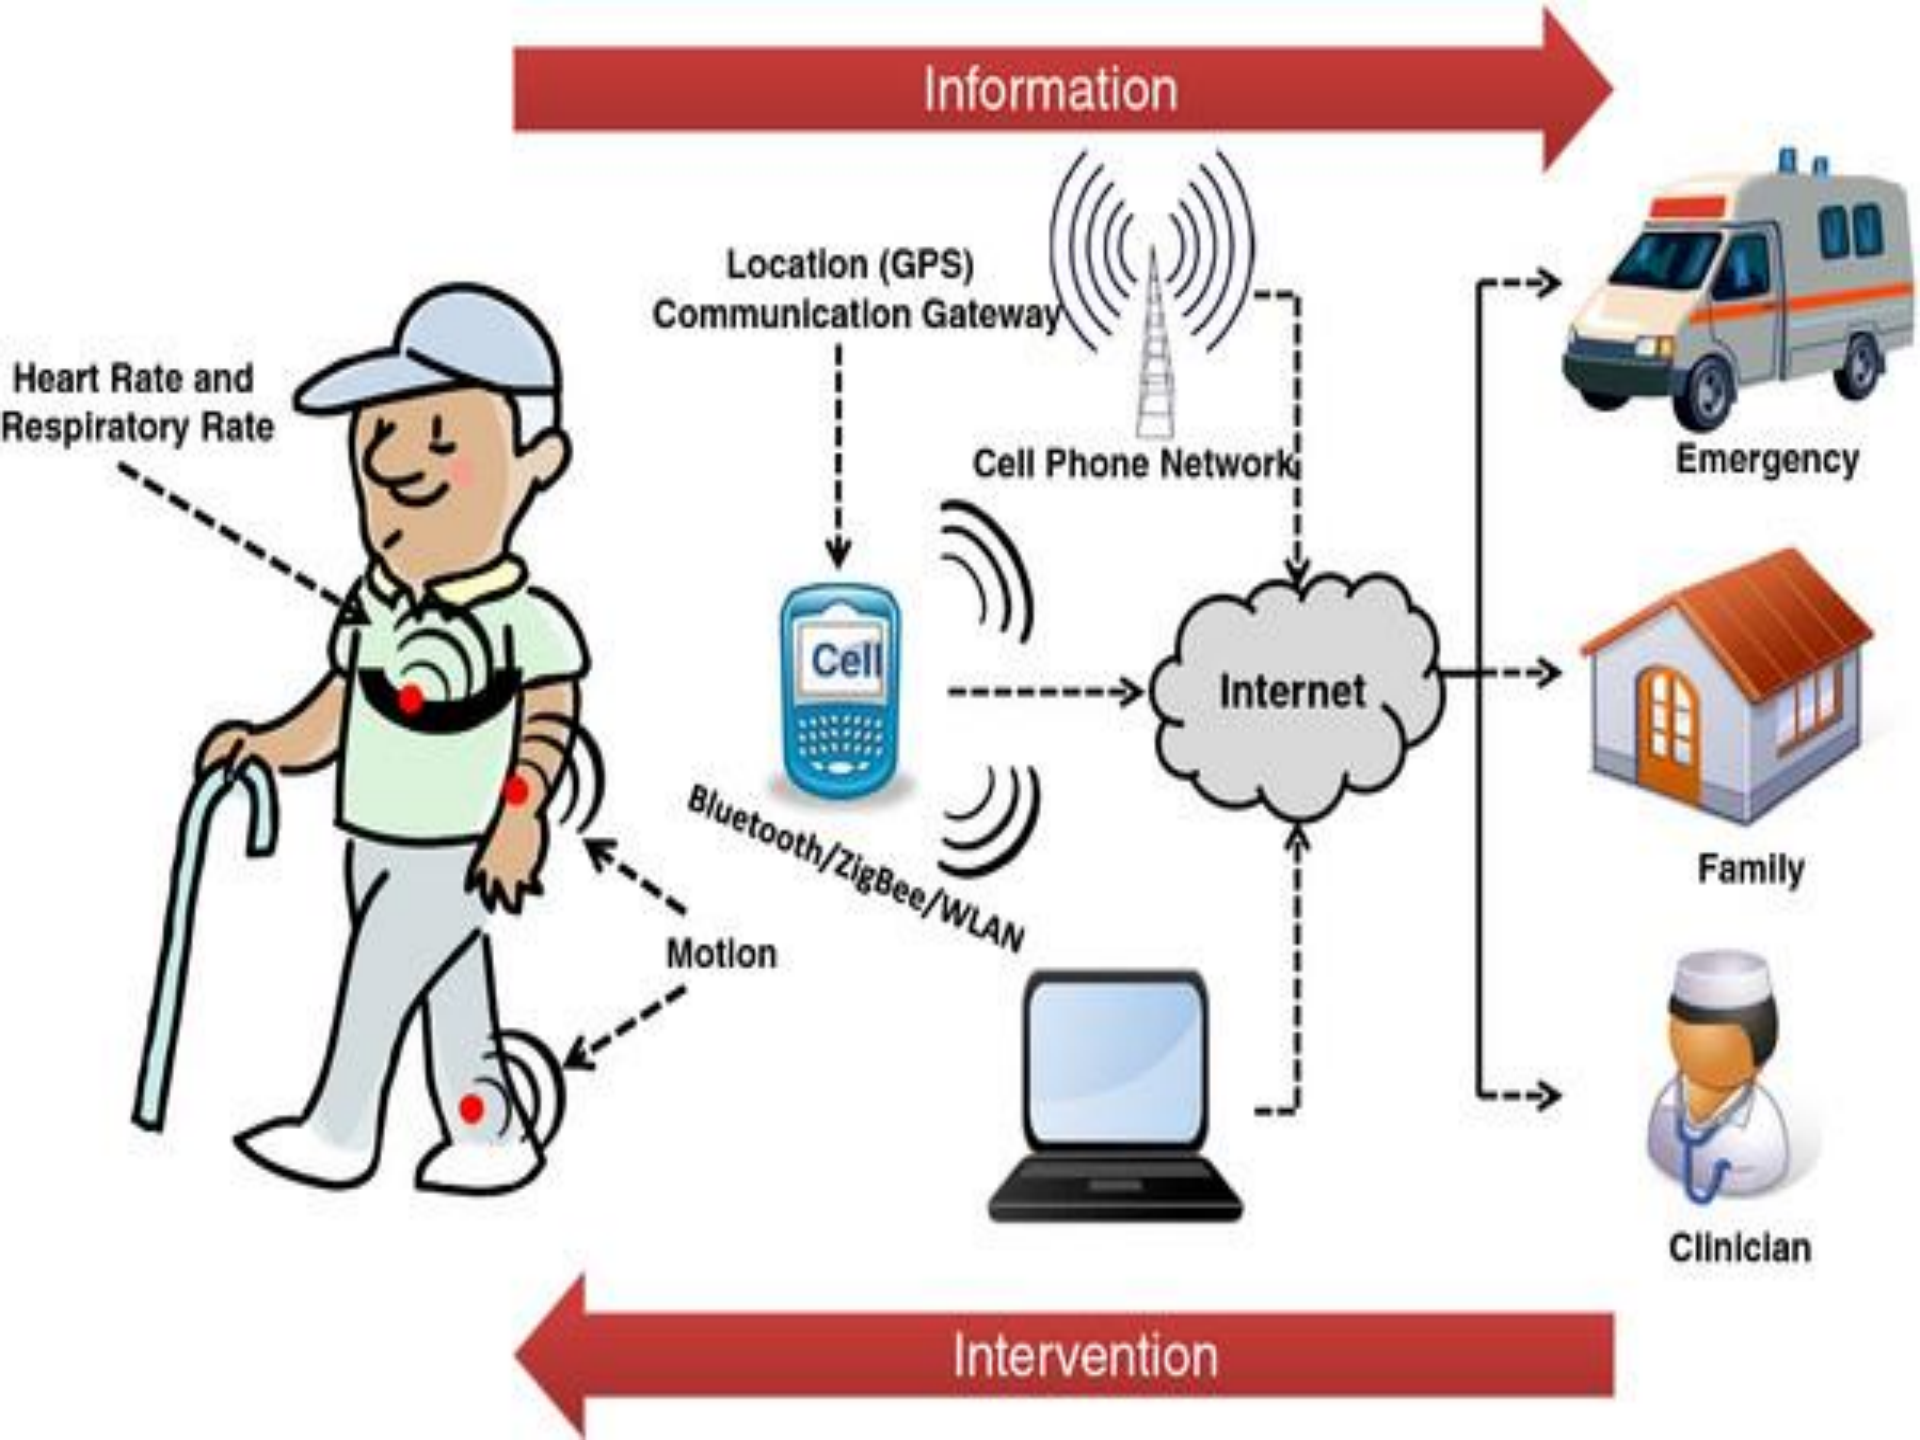 Information
Location (GPS)
Communication Gateway
Heart Rate and
Respiratory Rate
Cell Phone Network
Emergency
Cell
Internet
Bluetooth/ZigBee/WLAN
Family
Motion
Clinician
Intervention